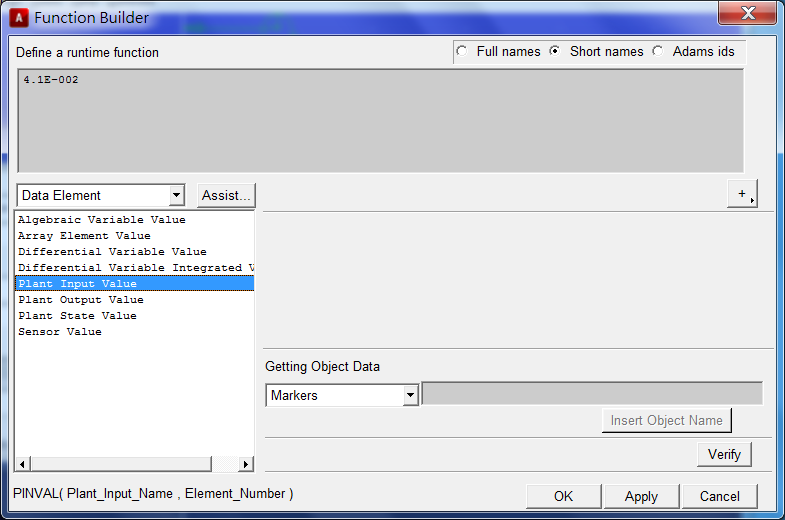 A Function Builder
Define a runtime function
Full names Short names Adams ids
4.1E-002
Data Element Assist... +
Algebraic Variable Value
Array Element Value
Differential Variable Value
Differential Variable Integrated V
Plant Input Value
Plant Output Value
Plant State Value
Sensor Value
Getting Object Data
Markers
Insert Object Name
Verify
PINVAL( Plant_Input_Name , Element_Number )
OK Apply Cancel